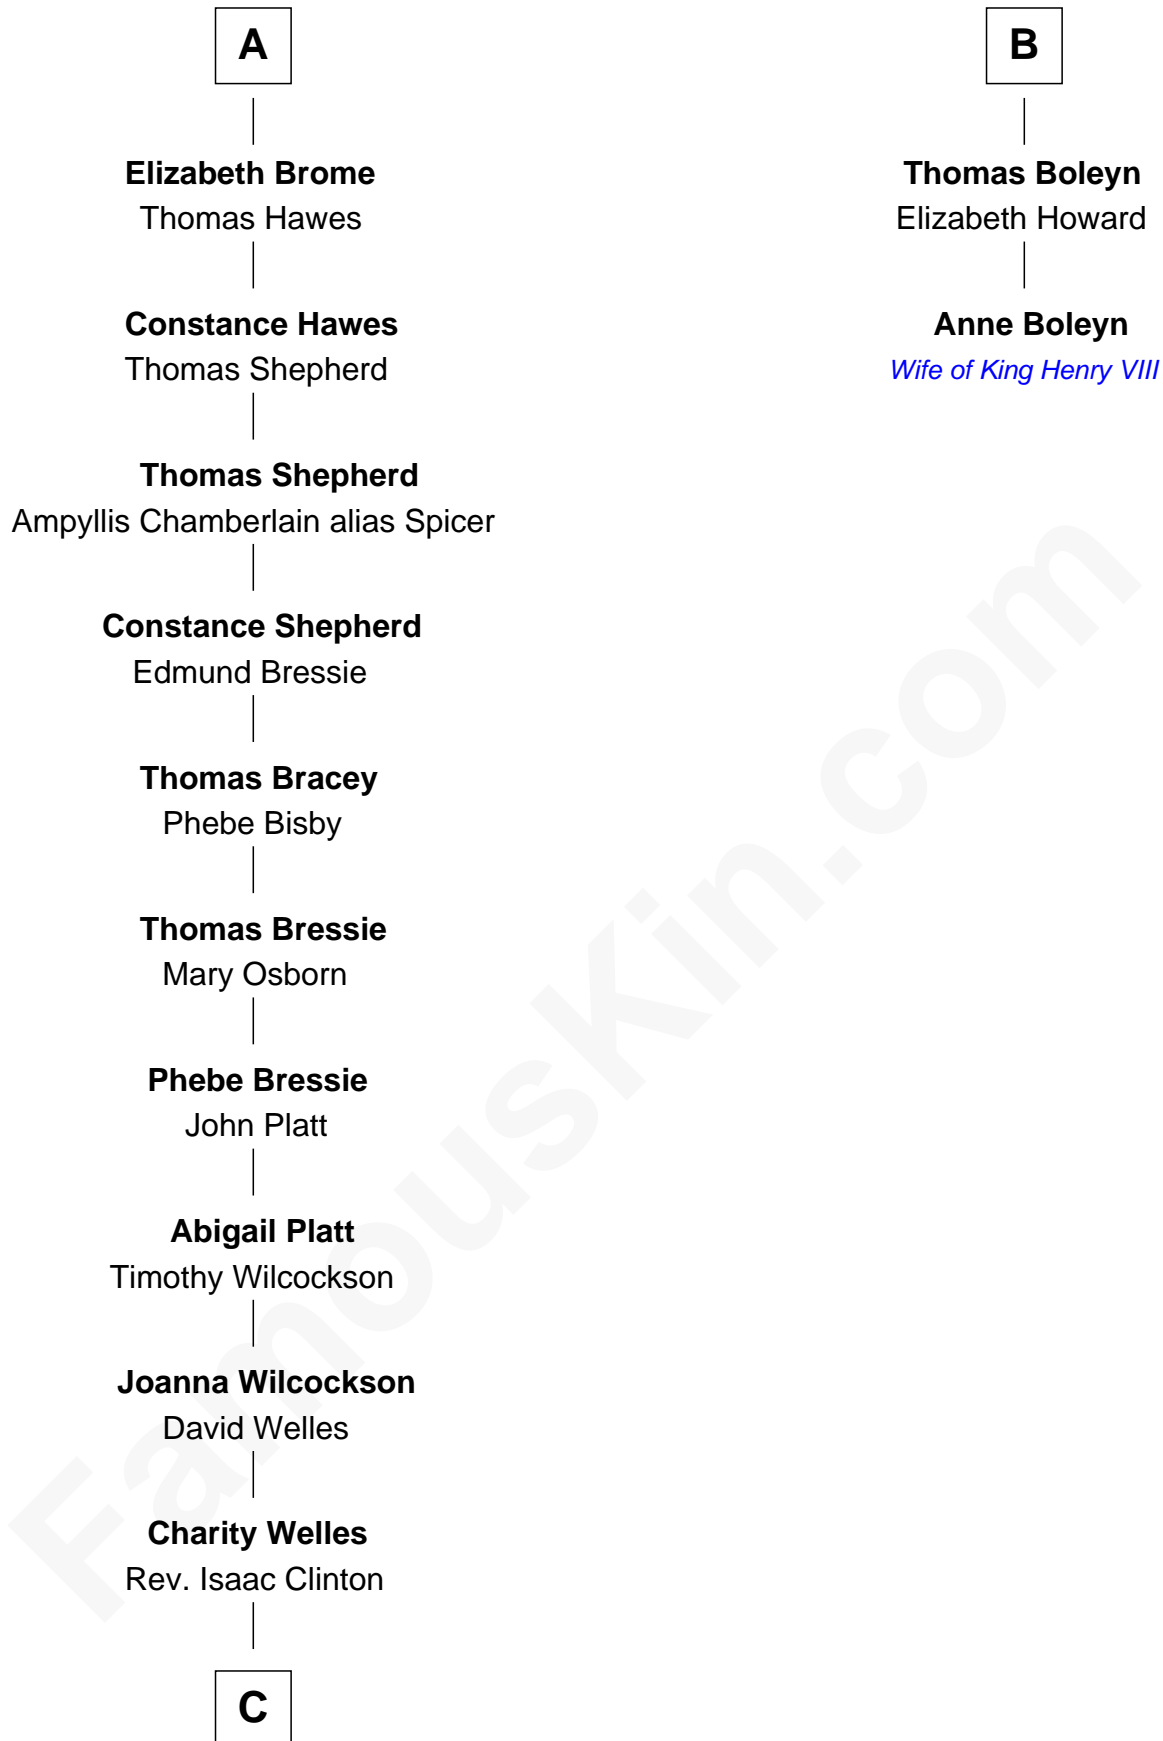 A
Elizabeth Brome
Thomas Hawes
Constance Hawes
Thomas Shepherd
Thomas Shepherd
Ampyllis Chamberlain alias Spicer
Constance Shepherd
Edmund Bressie
Thomas Bracey
Phebe Bisby
Thomas Bressie
Mary Osborn
Phebe Bressie
John Platt
Abigail Platt
Timothy Wilcockson
Joanna Wilcockson
David Welles
Charity Welles
Rev. Isaac Clinton
C
B
Thomas Boleyn
Elizabeth Howard
Anne Boleyn
Wife of King Henry VIII
FamousKin.com